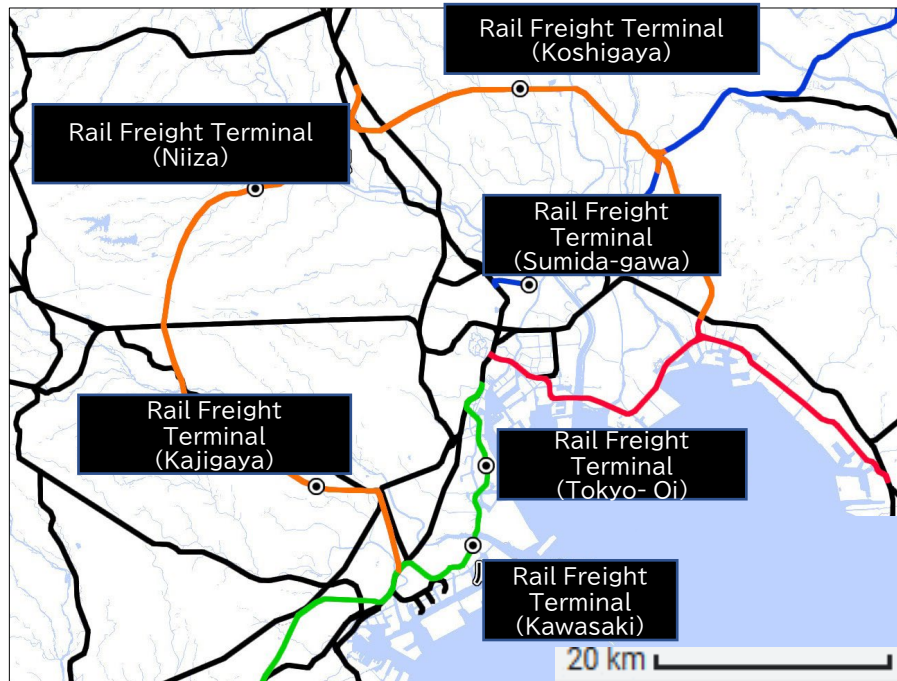 Rail Freight Terminal
(Koshigaya)
Rail Freight Terminal
(Niiza)
Rail Freight
Terminal
(Sumida-gawa)
Rail Freight
Terminal
(Kajigaya)
Rail Freight
Terminal
(Tokyo- Oi)
Rail Freight
Terminal
(Kawasaki)
20 km